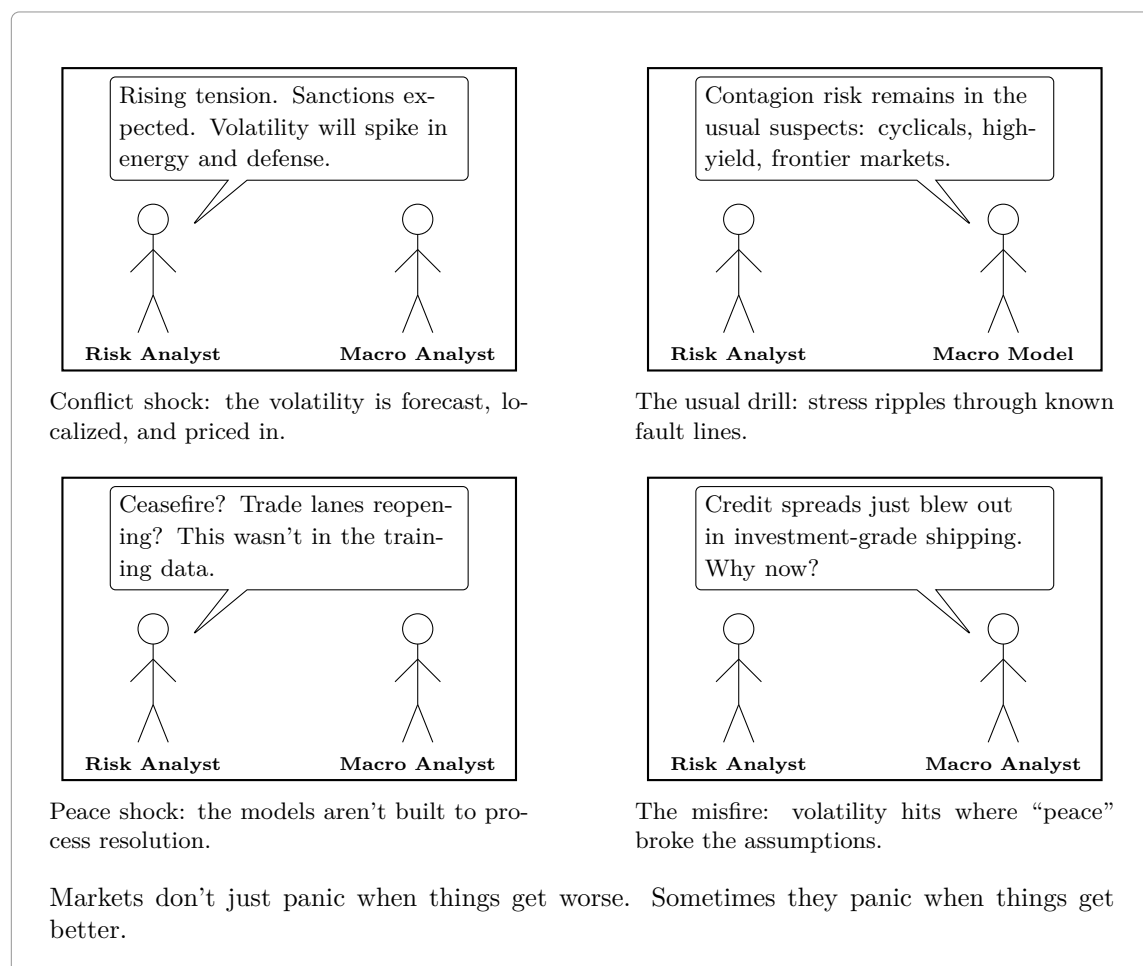 Rising tension. Sanctions ex-
pected. Volatility will spike in
energy and defense.
Risk Analyst
Macro Analyst
Conflict shock: the volatility is forecast, lo-
calized, and priced in.
Contagion risk remains in the
usual suspects: cyclicals, high-
yield, frontier markets.
Risk Analyst
Macro Model
The usual drill: stress ripples through known
fault lines.
Ceasefire? Trade lanes reopen-
ing? This wasn't in the train-
ing data.
Risk Analyst
Macro Analyst
Peace shock: the models aren't built to pro-
cess resolution.
Credit spreads just blew out
in investment-grade shipping.
Why now?
Risk Analyst
Macro Analyst
The misfire: volatility hits where “peace”
broke the assumptions.
Markets don't just panic when things get worse. Sometimes they panic when things get
better.